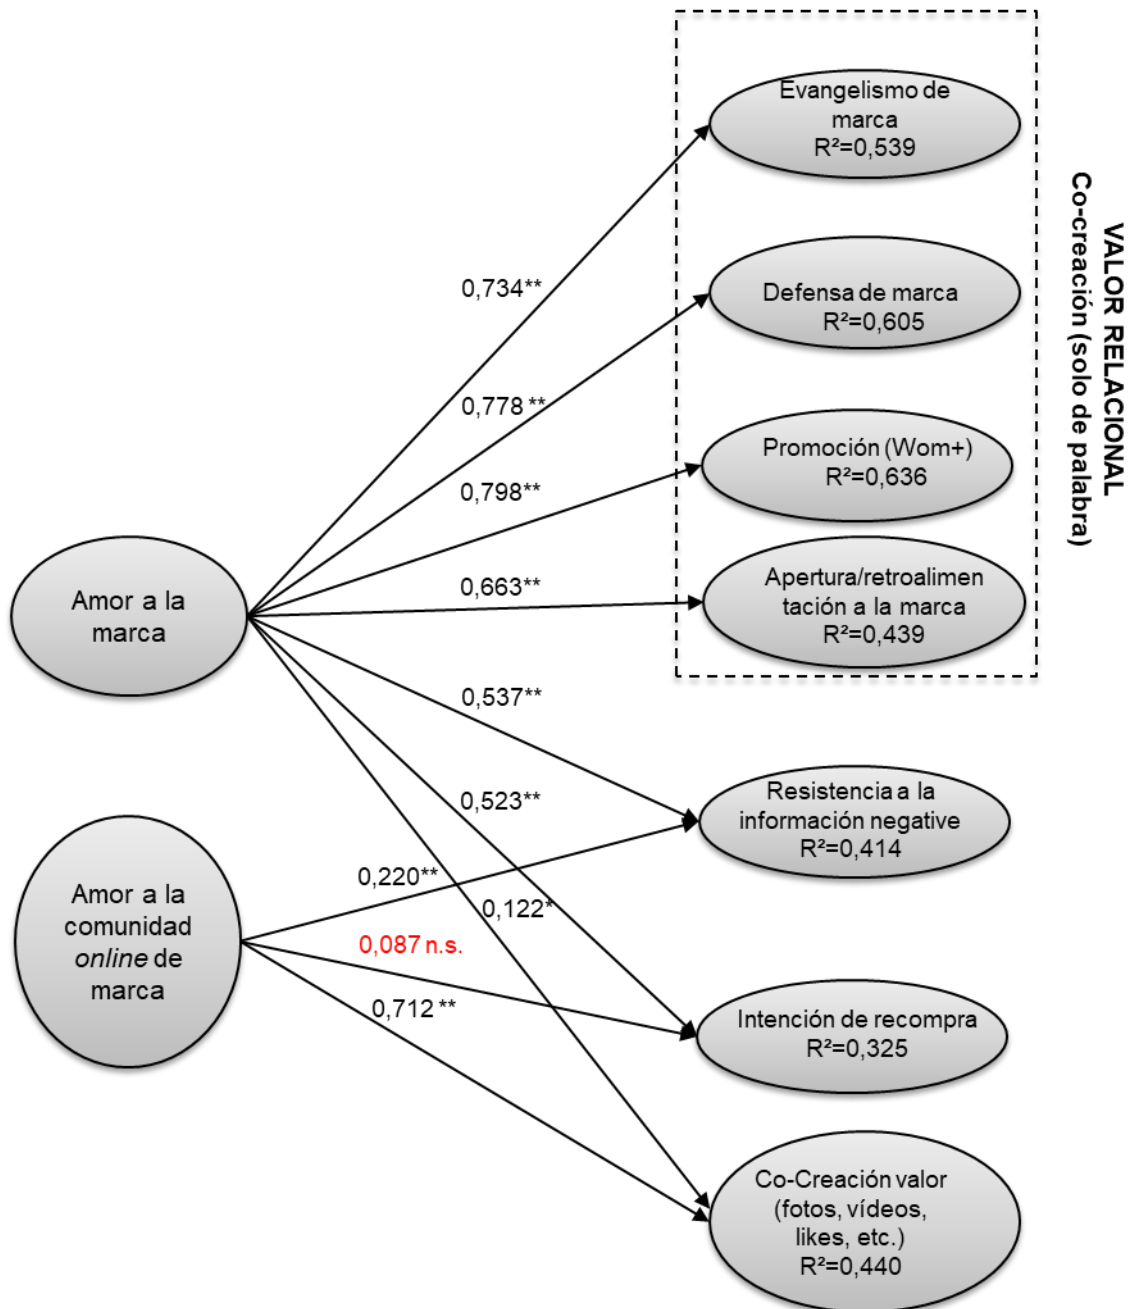 Evangelismo de
marca
R²=0,539
Defensa de marca
R²=0,605
Promoción (Wom+)
R²=0,636
Apertura/retroalimen
tación a la marca
R²=0,439
VALOR RELACIONAL
Co-creación (solo de palabra)
0,734**
0,778 **
0,798**
0,663**
Amor a la
marca
0,537**
0,523**
0,122*
Resistencia a la
información negative
R²=0,414
Amor a la
comunidad
online de
marca
0,220**
0,087 n.s.
0,712 **
Intención de recompra
R²=0,325
Co-Creación valor
(fotos, vídeos,
likes, etc.)
R²=0,440